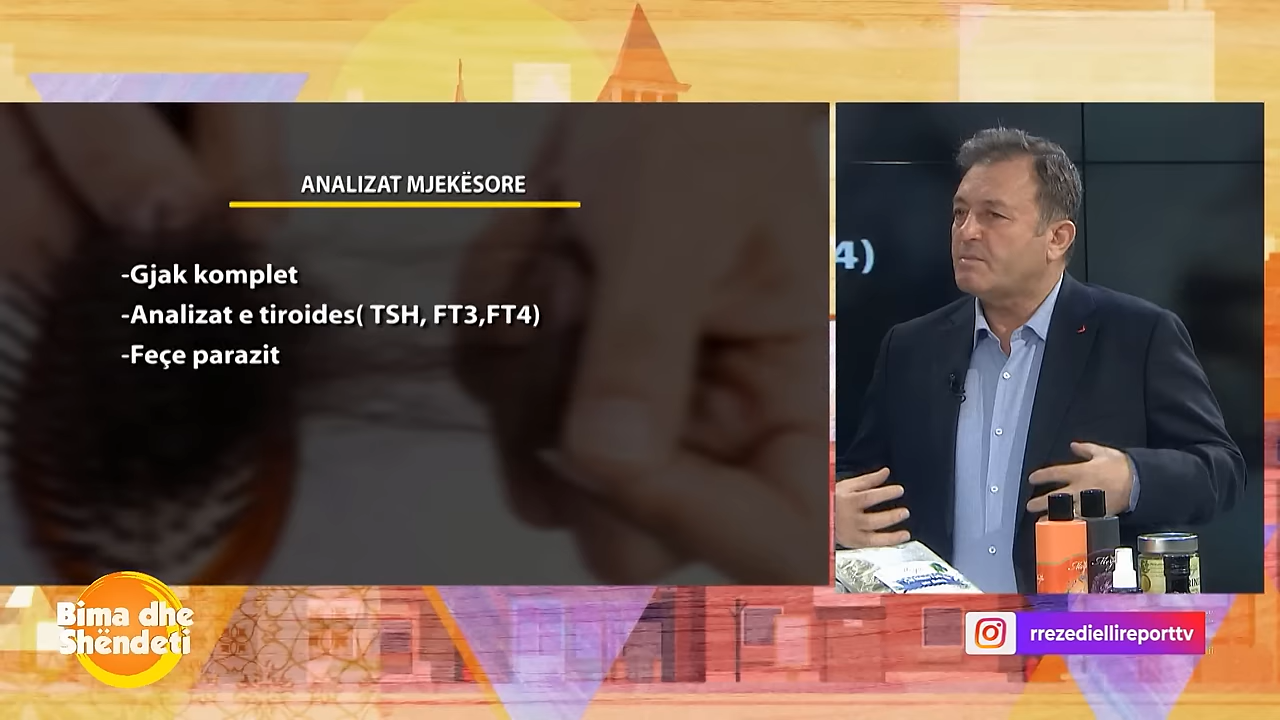 ANALIZAT MJEKËSORE
-Gjak komplet
-Analizat e tiroides( TSH, FT3,FT4)
-Feçe parazit
4)
Bima dhe
Shëndeti
rrezediellireporttv